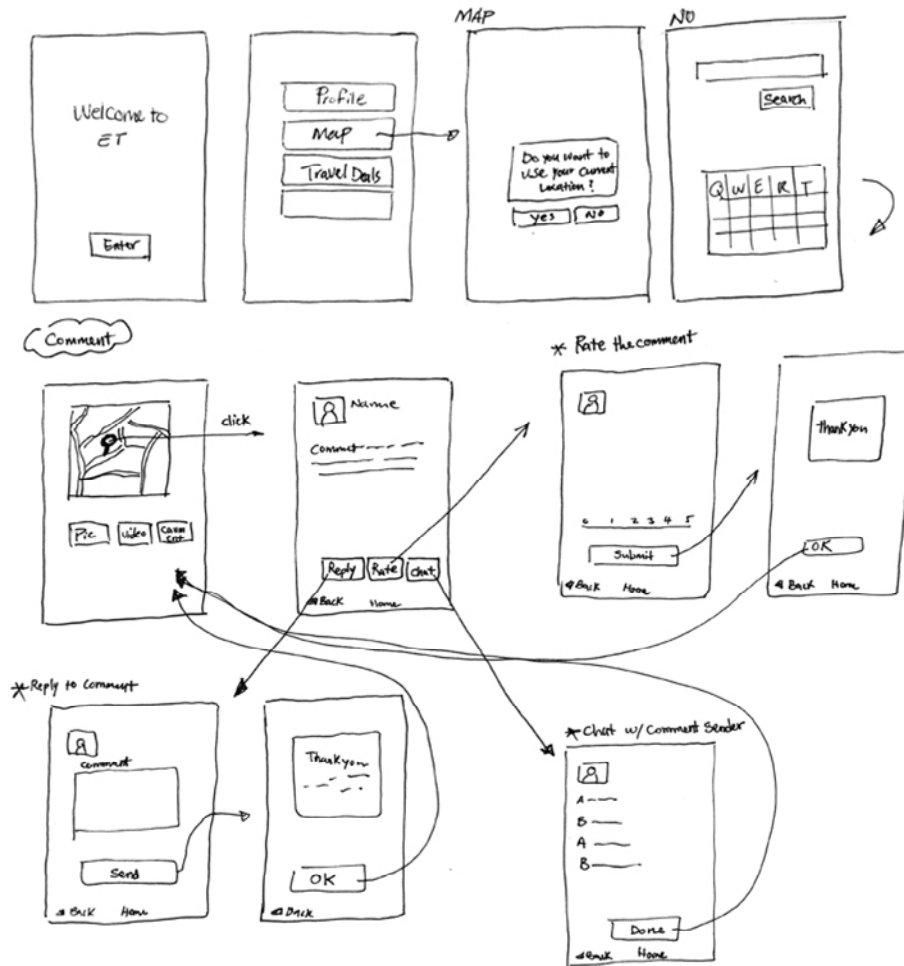 MAP
NO
Welcome to
ET
Enter
Profile
Map
Travel Deals
Do you want to
use your current
Location?
yes
NO
Search
Q W E R T
Comment
click
Pic
video
Comm
ent
Name
Comment
Reply
Rate
chat
Back
Home
* Rate the comment
0 1 2 3 4 5
Submit
Back
Home
Thank you
OK
Back
Home
* Reply to comment
comment
Send
Back
Home
Thank you
OK
Back
* Chat w/ Comment Sender
A
B
A
B
Done
Back
Home